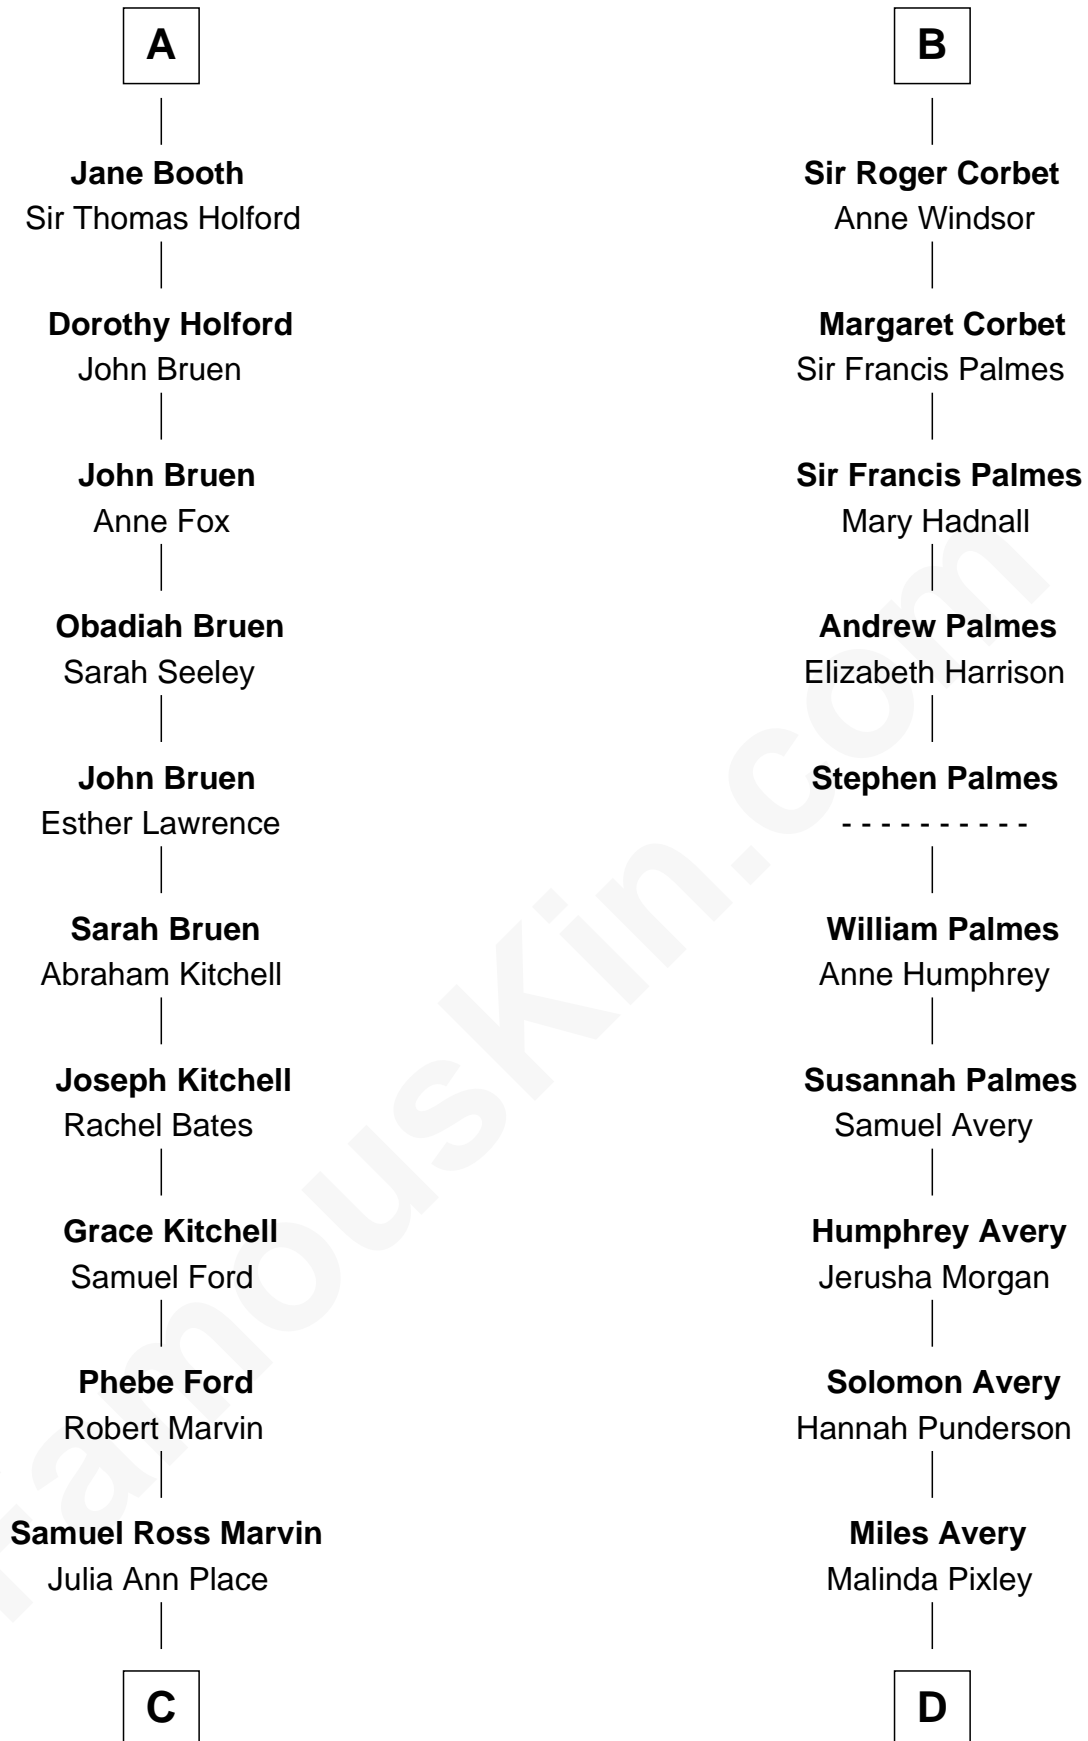 A
Jane Booth
Sir Thomas Holford
Dorothy Holford
John Bruen
John Bruen
Anne Fox
Obadiah Bruen
Sarah Seeley
John Bruen
Esther Lawrence
Sarah Bruen
Abraham Kitchell
Joseph Kitchell
Rachel Bates
Grace Kitchell
Samuel Ford
Phebe Ford
Robert Marvin
Samuel Ross Marvin
Julia Ann Place
C
B
Sir Roger Corbet
Anne Windsor
Margaret Corbet
Sir Francis Palmes
Sir Francis Palmes
Mary Hadnall
Andrew Palmes
Elizabeth Harrison
Stephen Palmes
- - - - - - - - - -
William Palmes
Anne Humphrey
Susannah Palmes
Samuel Avery
Humphrey Avery
Jerusha Morgan
Solomon Avery
Hannah Punderson
Miles Avery
Malinda Pixley
D
FamousKin.com